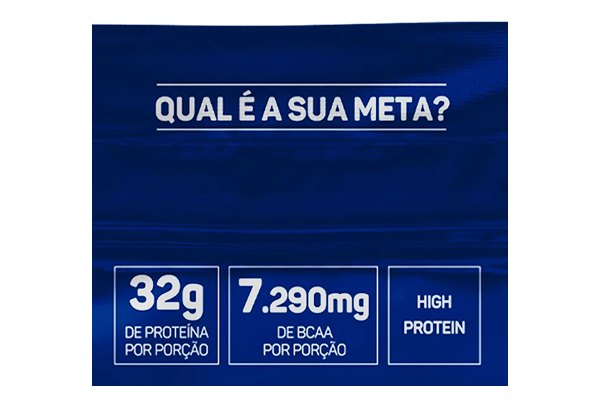 QUAL É A SUA META?
32g
DE PROTEÍNA
POR PORÇÃO
7.290mg
DE BCAA
POR PORÇÃO
HIGH
PROTEIN